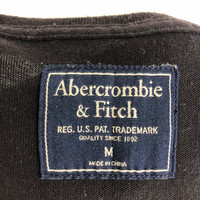 Abercrombie
& Fitch
REG. U.S. PAT. TRADEMARK
QUALITY SINCE 1892
M
MADE IN CHINA